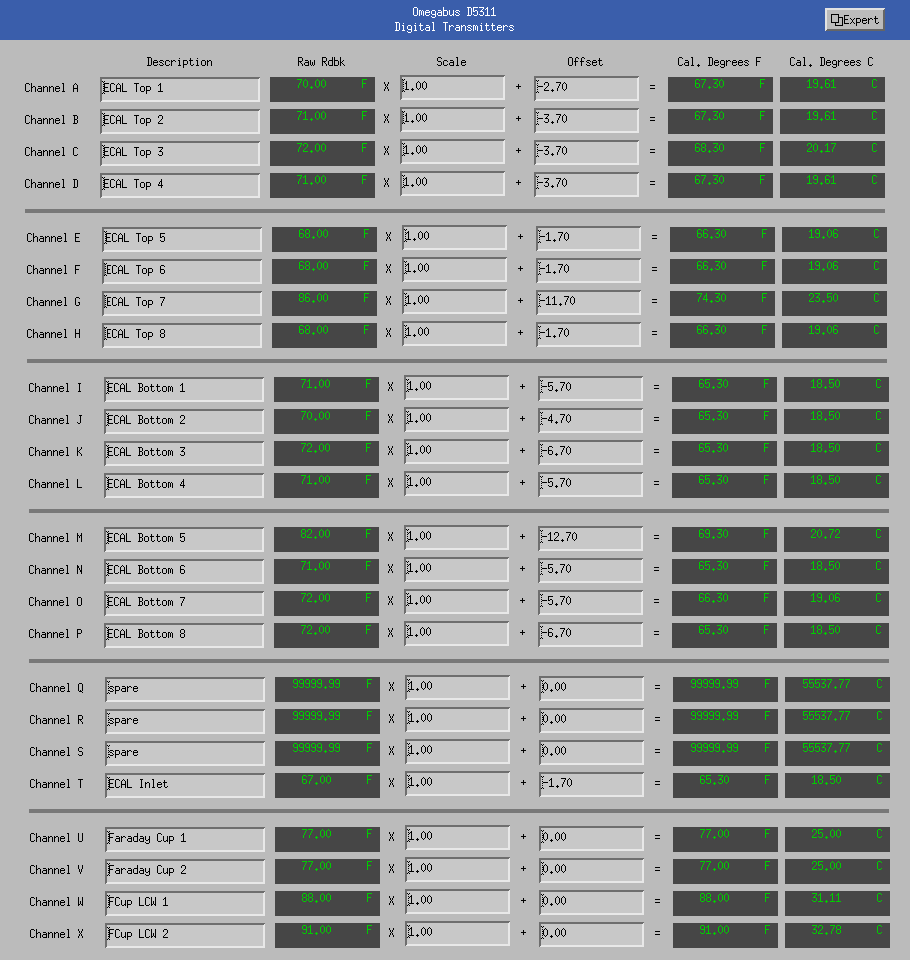 Omegabus D5311
Digital Transmitters
Expert
Description Raw Rdbk Scale Offset Cal. Degrees F Cal. Degrees C
Channel A ECAL Top 1 70.00 F X 1.00 + -2.70 = 67.30 F 19.61 C
Channel B ECAL Top 2 71.00 F X 1.00 + -3.70 = 67.30 F 19.61 C
Channel C ECAL Top 3 72.00 F X 1.00 + -3.70 = 68.30 F 20.17 C
Channel D ECAL Top 4 71.00 F X 1.00 + -3.70 = 67.30 F 19.61 C
Channel E ECAL Top 5 68.00 F X 1.00 + -1.70 = 66.30 F 19.06 C
Channel F ECAL Top 6 68.00 F X 1.00 + -1.70 = 66.30 F 19.06 C
Channel G ECAL Top 7 86.00 F X 1.00 + -11.70 = 74.30 F 23.50 C
Channel H ECAL Top 8 68.00 F X 1.00 + -1.70 = 66.30 F 19.06 C
Channel I ECAL Bottom 1 71.00 F X 1.00 + -5.70 = 65.30 F 18.50 C
Channel J ECAL Bottom 2 70.00 F X 1.00 + -4.70 = 65.30 F 18.50 C
Channel K ECAL Bottom 3 72.00 F X 1.00 + -6.70 = 65.30 F 18.50 C
Channel L ECAL Bottom 4 71.00 F X 1.00 + -5.70 = 65.30 F 18.50 C
Channel M ECAL Bottom 5 82.00 F X 1.00 + -12.70 = 69.30 F 20.72 C
Channel N ECAL Bottom 6 71.00 F X 1.00 + -5.70 = 65.30 F 18.50 C
Channel O ECAL Bottom 7 72.00 F X 1.00 + -5.70 = 66.30 F 19.06 C
Channel P ECAL Bottom 8 72.00 F X 1.00 + -6.70 = 65.30 F 18.50 C
Channel Q spare 99999.99 F X 1.00 + 0.00 = 99999.99 F 55537.77 C
Channel R spare 99999.99 F X 1.00 + 0.00 = 99999.99 F 55537.77 C
Channel S spare 99999.99 F X 1.00 + 0.00 = 99999.99 F 55537.77 C
Channel T ECAL Inlet 67.00 F X 1.00 + -1.70 = 65.30 F 18.50 C
Channel U Faraday Cup 1 77.00 F X 1.00 + 0.00 = 77.00 F 25.00 C
Channel V Faraday Cup 2 77.00 F X 1.00 + 0.00 = 77.00 F 25.00 C
Channel W FCup LCW 1 88.00 F X 1.00 + 0.00 = 88.00 F 31.11 C
Channel X FCup LCW 2 91.00 F X 1.00 + 0.00 = 91.00 F 32.78 C